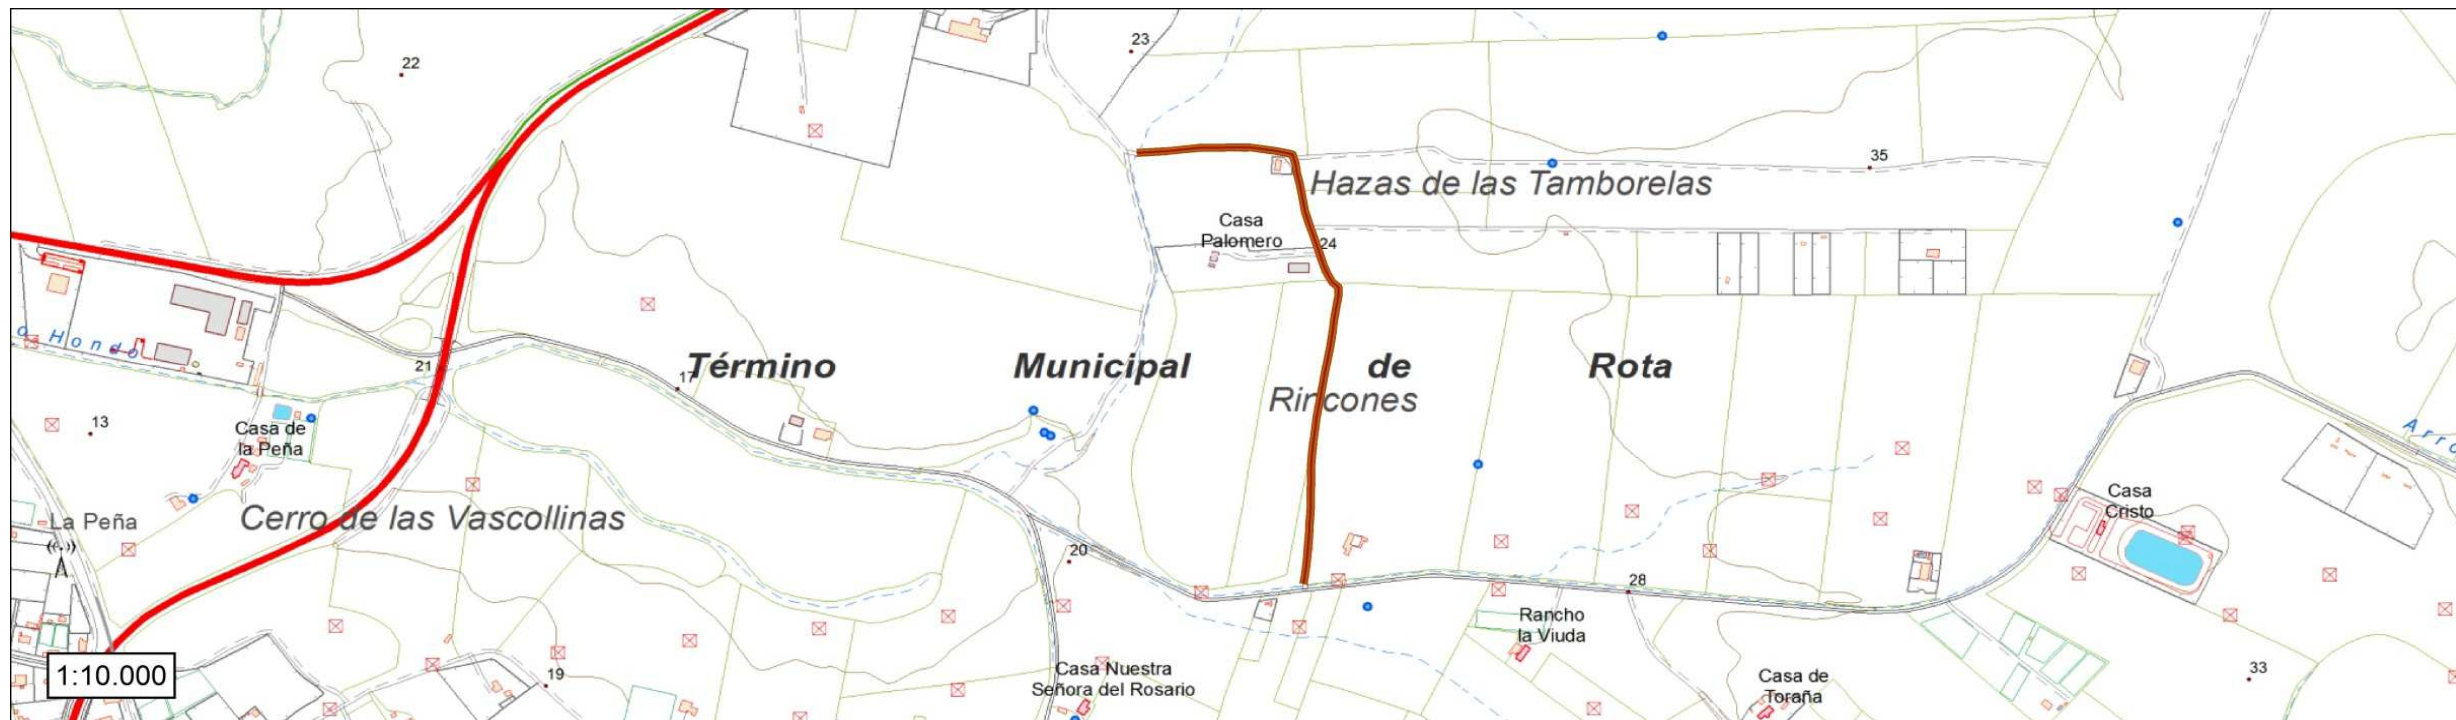 23
22
35
Hazas de las Tamborelas
Casa
Palomero
24
o Hondo
21
17
Término Municipal de Rota
Rincones
13
Casa de
la Peña
Arro
Casa
Cristo
La Peña
Cerro de las Vascollinas
20
28
Rancho
la Viuda
1:10.000
19
Casa Nuestra
Señora del Rosario
Casa de
Toraña
33